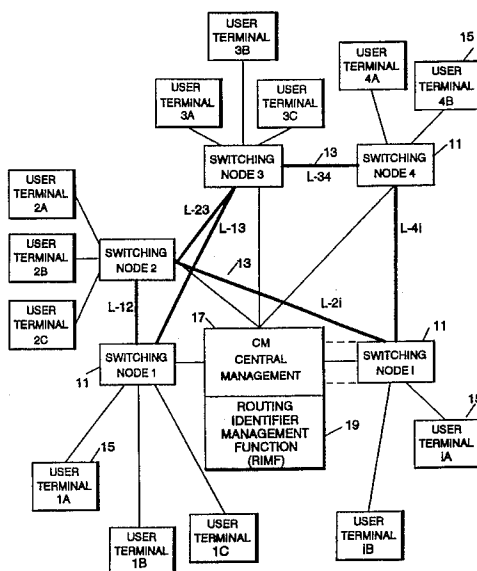 USER
TERMINAL
3B
15
USER
TERMINAL
4A
USER
TERMINAL
4B
USER
TERMINAL
3A
USER
TERMINAL
3C
13
11
SWITCHING
NODE 3
SWITCHING
NODE 4
L-34
USER
TERMINAL
2A
L-23
L-13
L-4i
USER
TERMINAL
2B
SWITCHING
NODE 2
13
USER
TERMINAL
2C
L-12
17
L-2i
11
SWITCHING
NODE 1
11
CM
CENTRAL
MANAGEMENT
SWITCHING
NODE I
ROUTING
IDENTIFIER
MANAGEMENT
FUNCTION
(RIMF)
19
15
USER
TERMINAL
1A
15
USER
TERMINAL
iA
USER
TERMINAL
1B
USER
TERMINAL
1C
USER
TERMINAL
iB